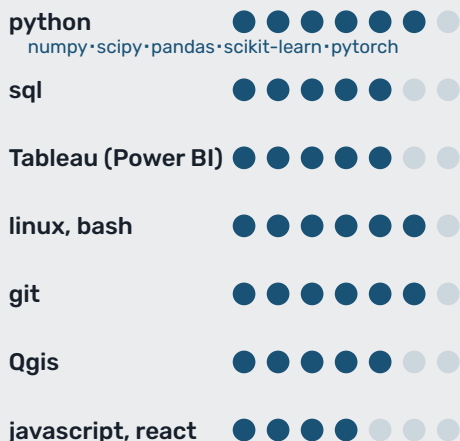 python
numpy·scipy·pandas·scikit-learn·pytorch
sql
Tableau (Power BI)
linux, bash
git
Qgis
javascript, react